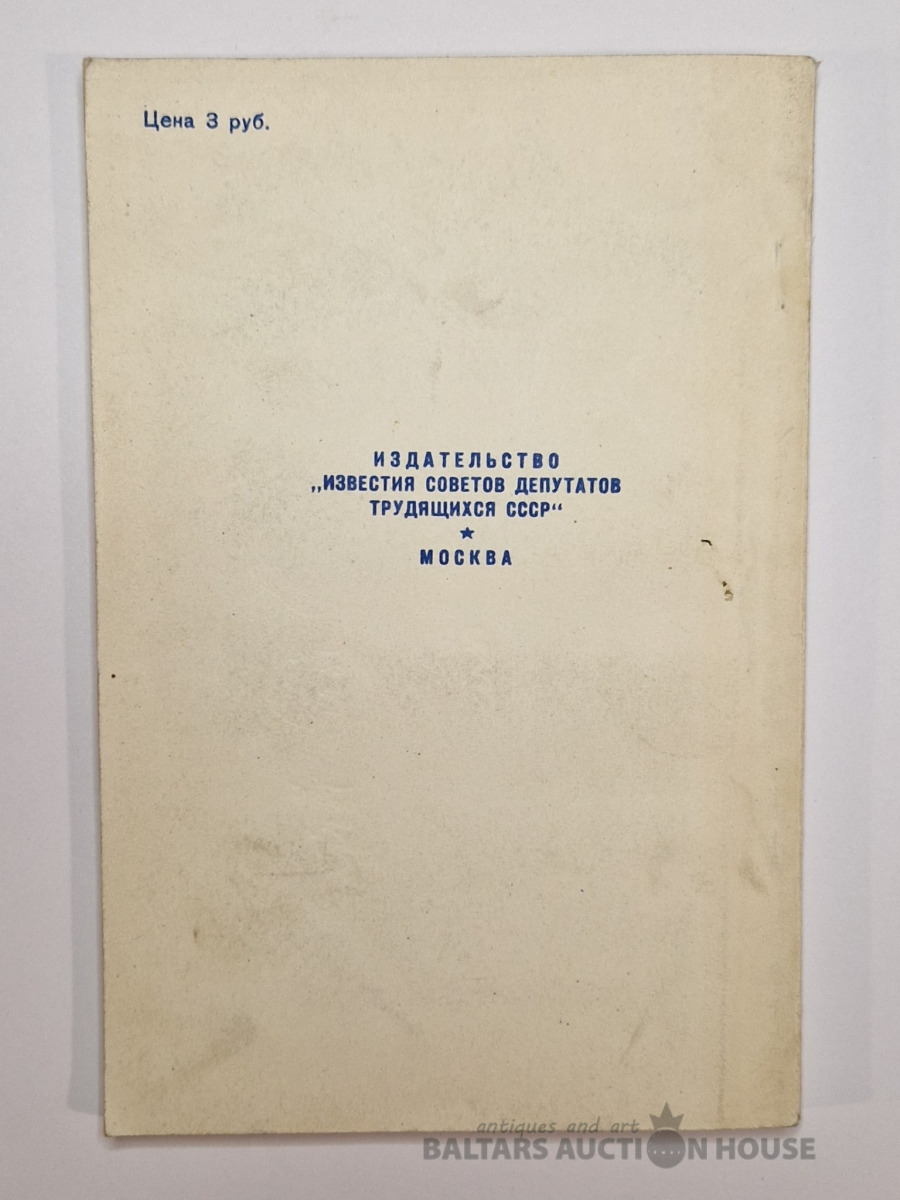 Цена 3 руб.
ИЗДАТЕЛЬСТВО
„ИЗВЕСТИЯ СОВЕТОВ ДЕПУТАТОВ
ТРУДЯЩИХСЯ СССР“
★
МОСКВА
antiques and art
BALTARS AUCTION HOUSE